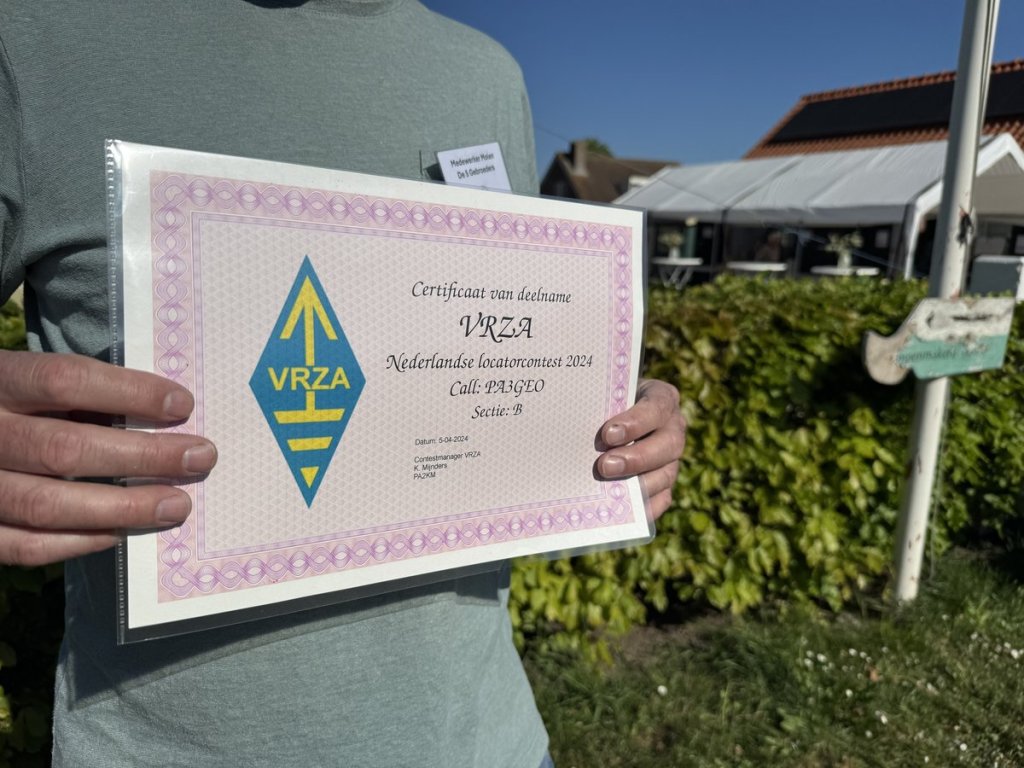 Medewerker Molen
De 5 Gebroeders
VRZA
Certificaat van deelname
VRZA
Nederlandse locatorcontest 2024
Call: PA3GEO
Sectie: B
Datum: 5-04-2024
Contestmanager VRZA
K. Mijnders
PA2KM